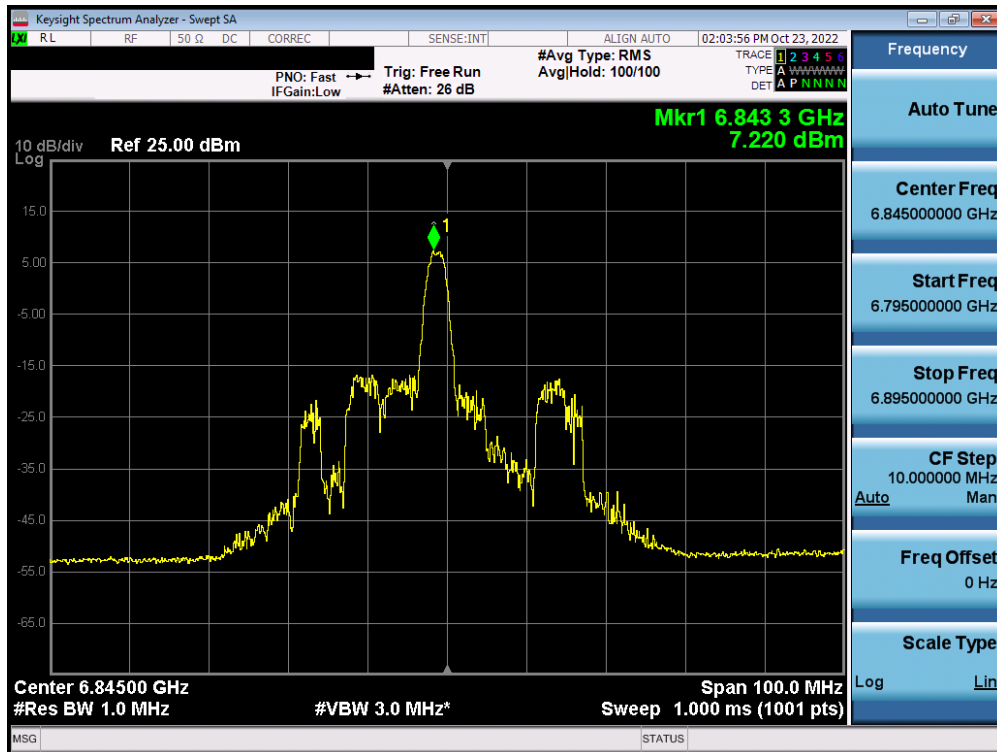 Keysight Spectrum Analyzer - Swept SA
LXI RL RF 50 Ω DC CORREC SENSE:INT ALIGN AUTO 02:03:56 PM Oct 23, 2022
PNO: Fast Trig: Free Run #Avg Type: RMS TRACE 1 2 3 4 5 6
IFGain:Low #Atten: 26 dB Avg|Hold: 100/100 TYPE A WWWWW
DET A P N N N N
Mkr1 6.843 3 GHz
7.220 dBm
10 dB/div Ref 25.00 dBm
Log
15.0
5.00
-5.00
-15.0
-25.0
-35.0
-45.0
-55.0
-65.0
1
Center 6.84500 GHz Span 100.0 MHz
#Res BW 1.0 MHz #VBW 3.0 MHz* Sweep 1.000 ms (1001 pts)
MSG STATUS
Frequency
Auto Tune
Center Freq
6.845000000 GHz
Start Freq
6.795000000 GHz
Stop Freq
6.895000000 GHz
CF Step
10.000000 MHz
Auto Man
Freq Offset
0 Hz
Scale Type
Log Lin